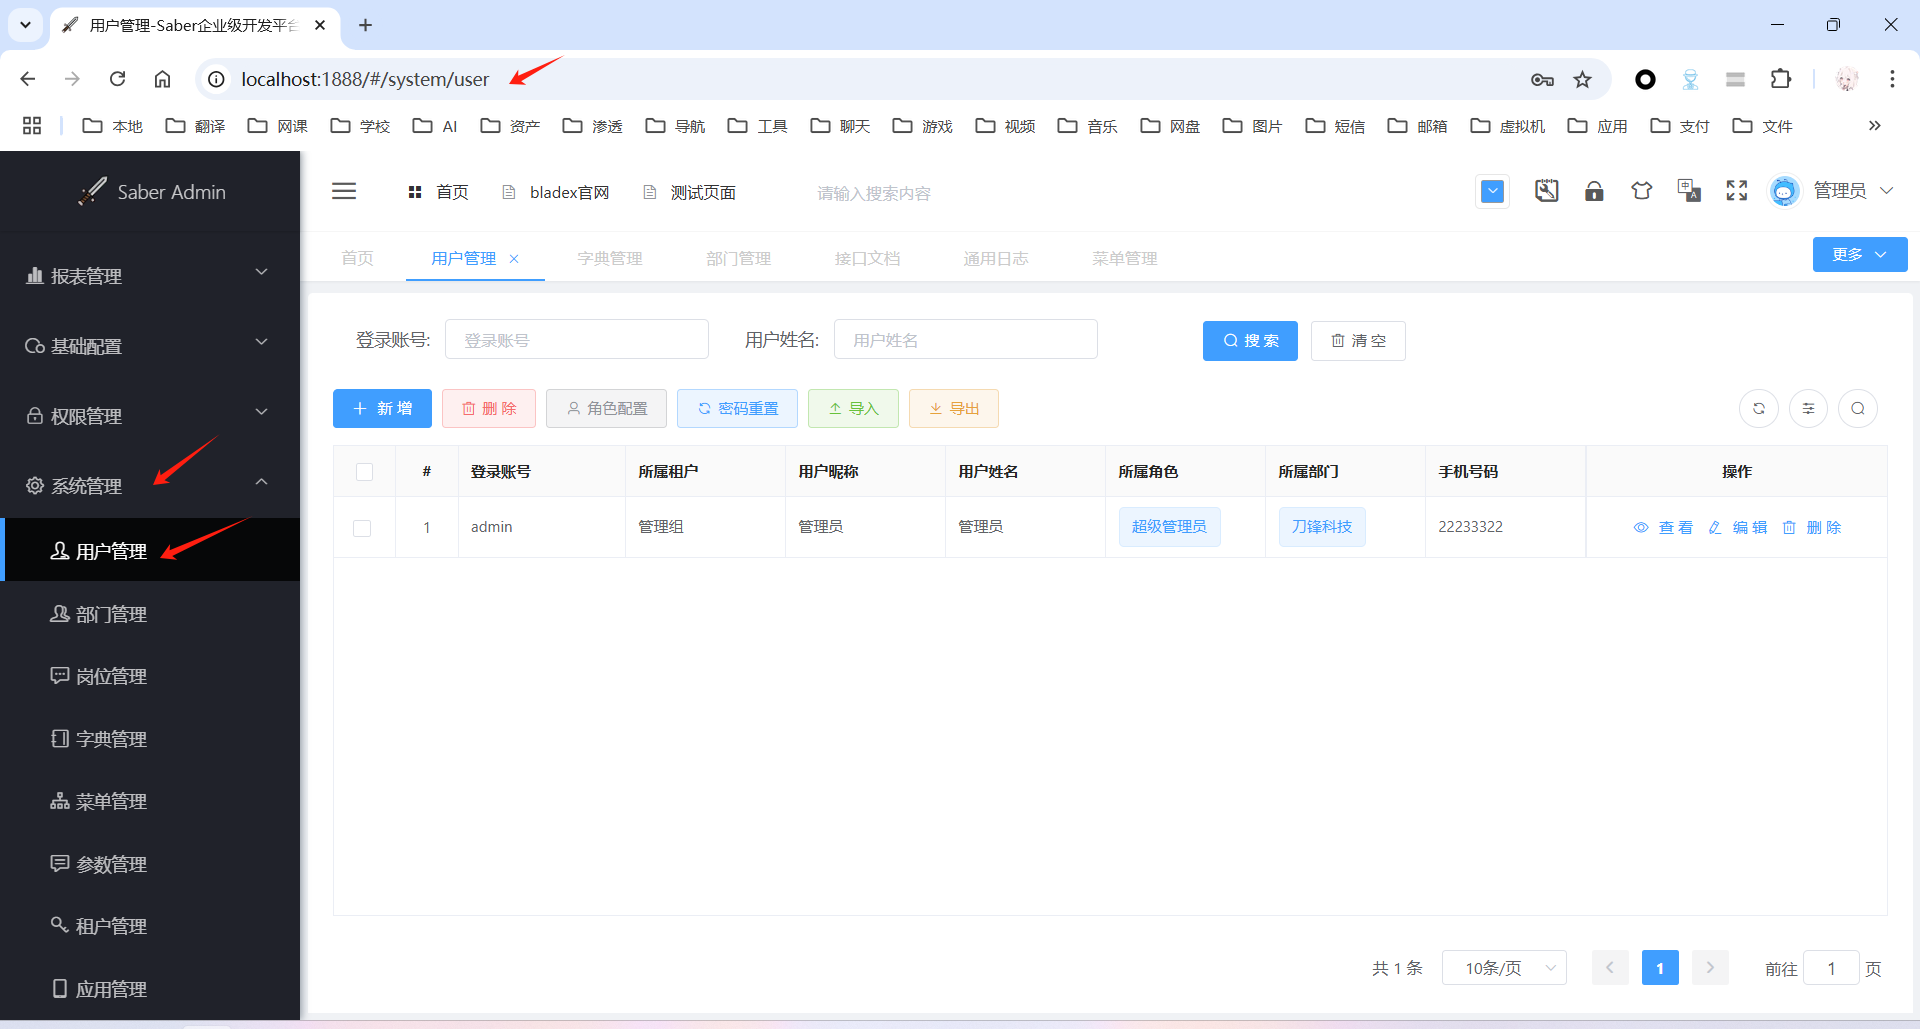 用户管理-Saber企业级开发平台
localhost:1888/#/system/user
本地 翻译 网课 学校 AI 资产 渗透 导航 工具 聊天 游戏 视频 音乐 网盘 图片 短信 邮箱 虚拟机 应用 支付 文件
Saber Admin
首页 bladex官网 测试页面 请输入搜索内容 管理员
首页 用户管理 字典管理 部门管理 接口文档 通用日志 菜单管理 更多
报表管理
基础配置
权限管理
系统管理
用户管理
部门管理
岗位管理
字典管理
菜单管理
参数管理
租户管理
应用管理
登录账号: 登录账号 用户姓名: 用户姓名 搜 索 清 空
新 增 删 除 角色配置 密码重置 导入 导出
# 登录账号 所属租户 用户昵称 用户姓名 所属角色 所属部门 手机号码 操作
1 admin 管理组 管理员 管理员 超级管理员 刀锋科技 22233322 查 看 编 辑 删 除
共 1 条 10条/页 1 前往 1 页